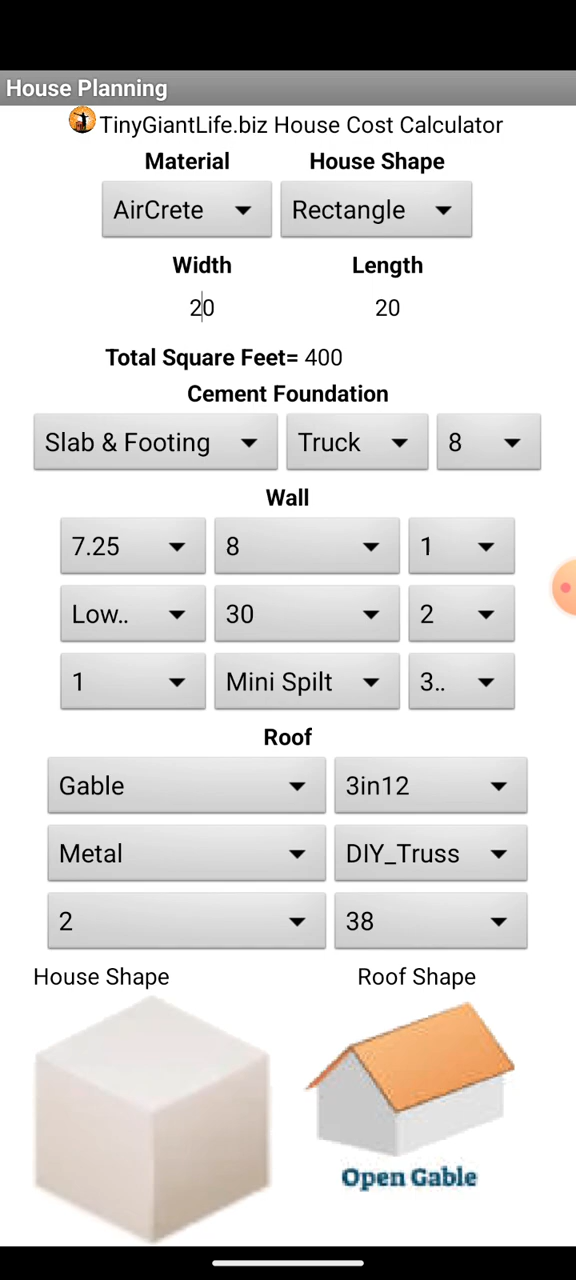 House Planning
TinyGiantLife.biz House Cost Calculator
Material House Shape
AirCrete Rectangle
Width Length
20 20
Total Square Feet= 400
Cement Foundation
Slab & Footing Truck 8
Wall
7.25 8 1
Low.. 30 2
1 Mini Spilt 3..
Roof
Gable 3in12
Metal DIY_Truss
2 38
House Shape Roof Shape
Open Gable